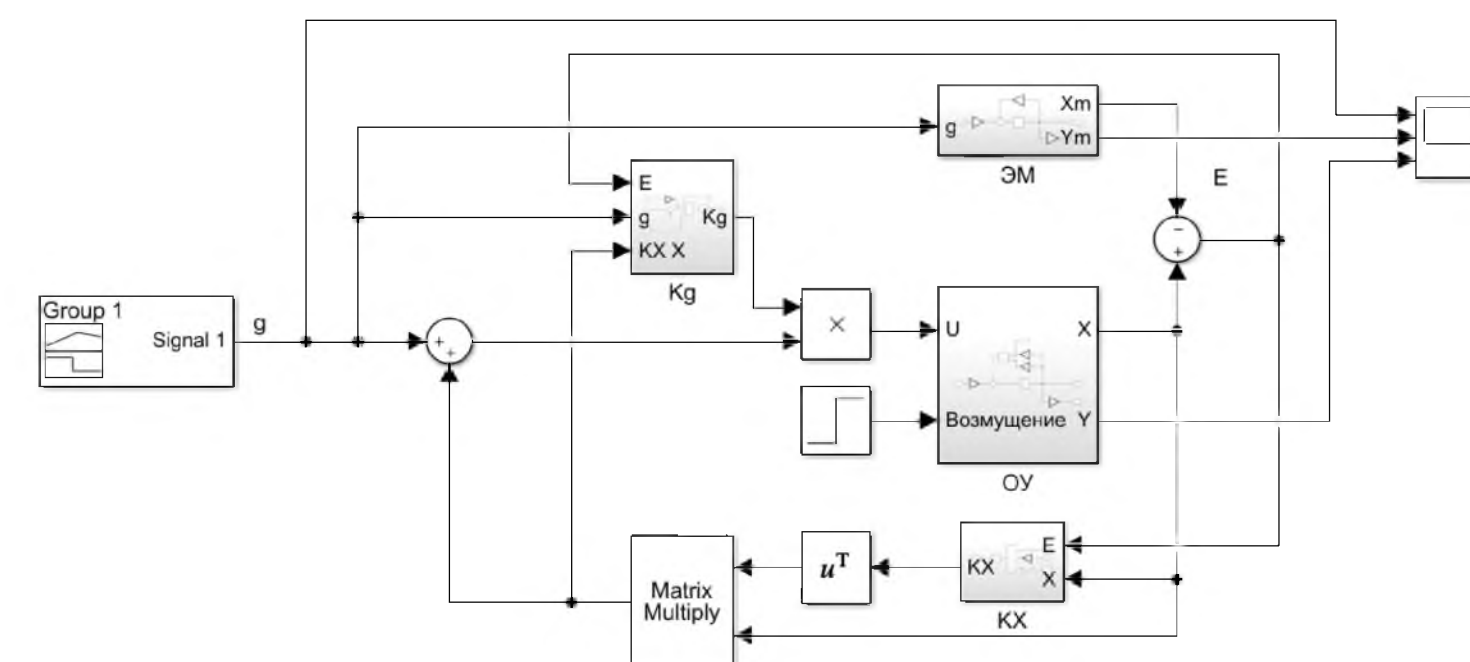 Xm
g
Ym
ЭМ
E
E
g
Kg
KX X
Kg
−
+
Group 1
Signal 1
g
+
+
×
U
X
Возмущение
Y
ОУ
Matrix
Multiply
uᵀ
KX
E
X
KX